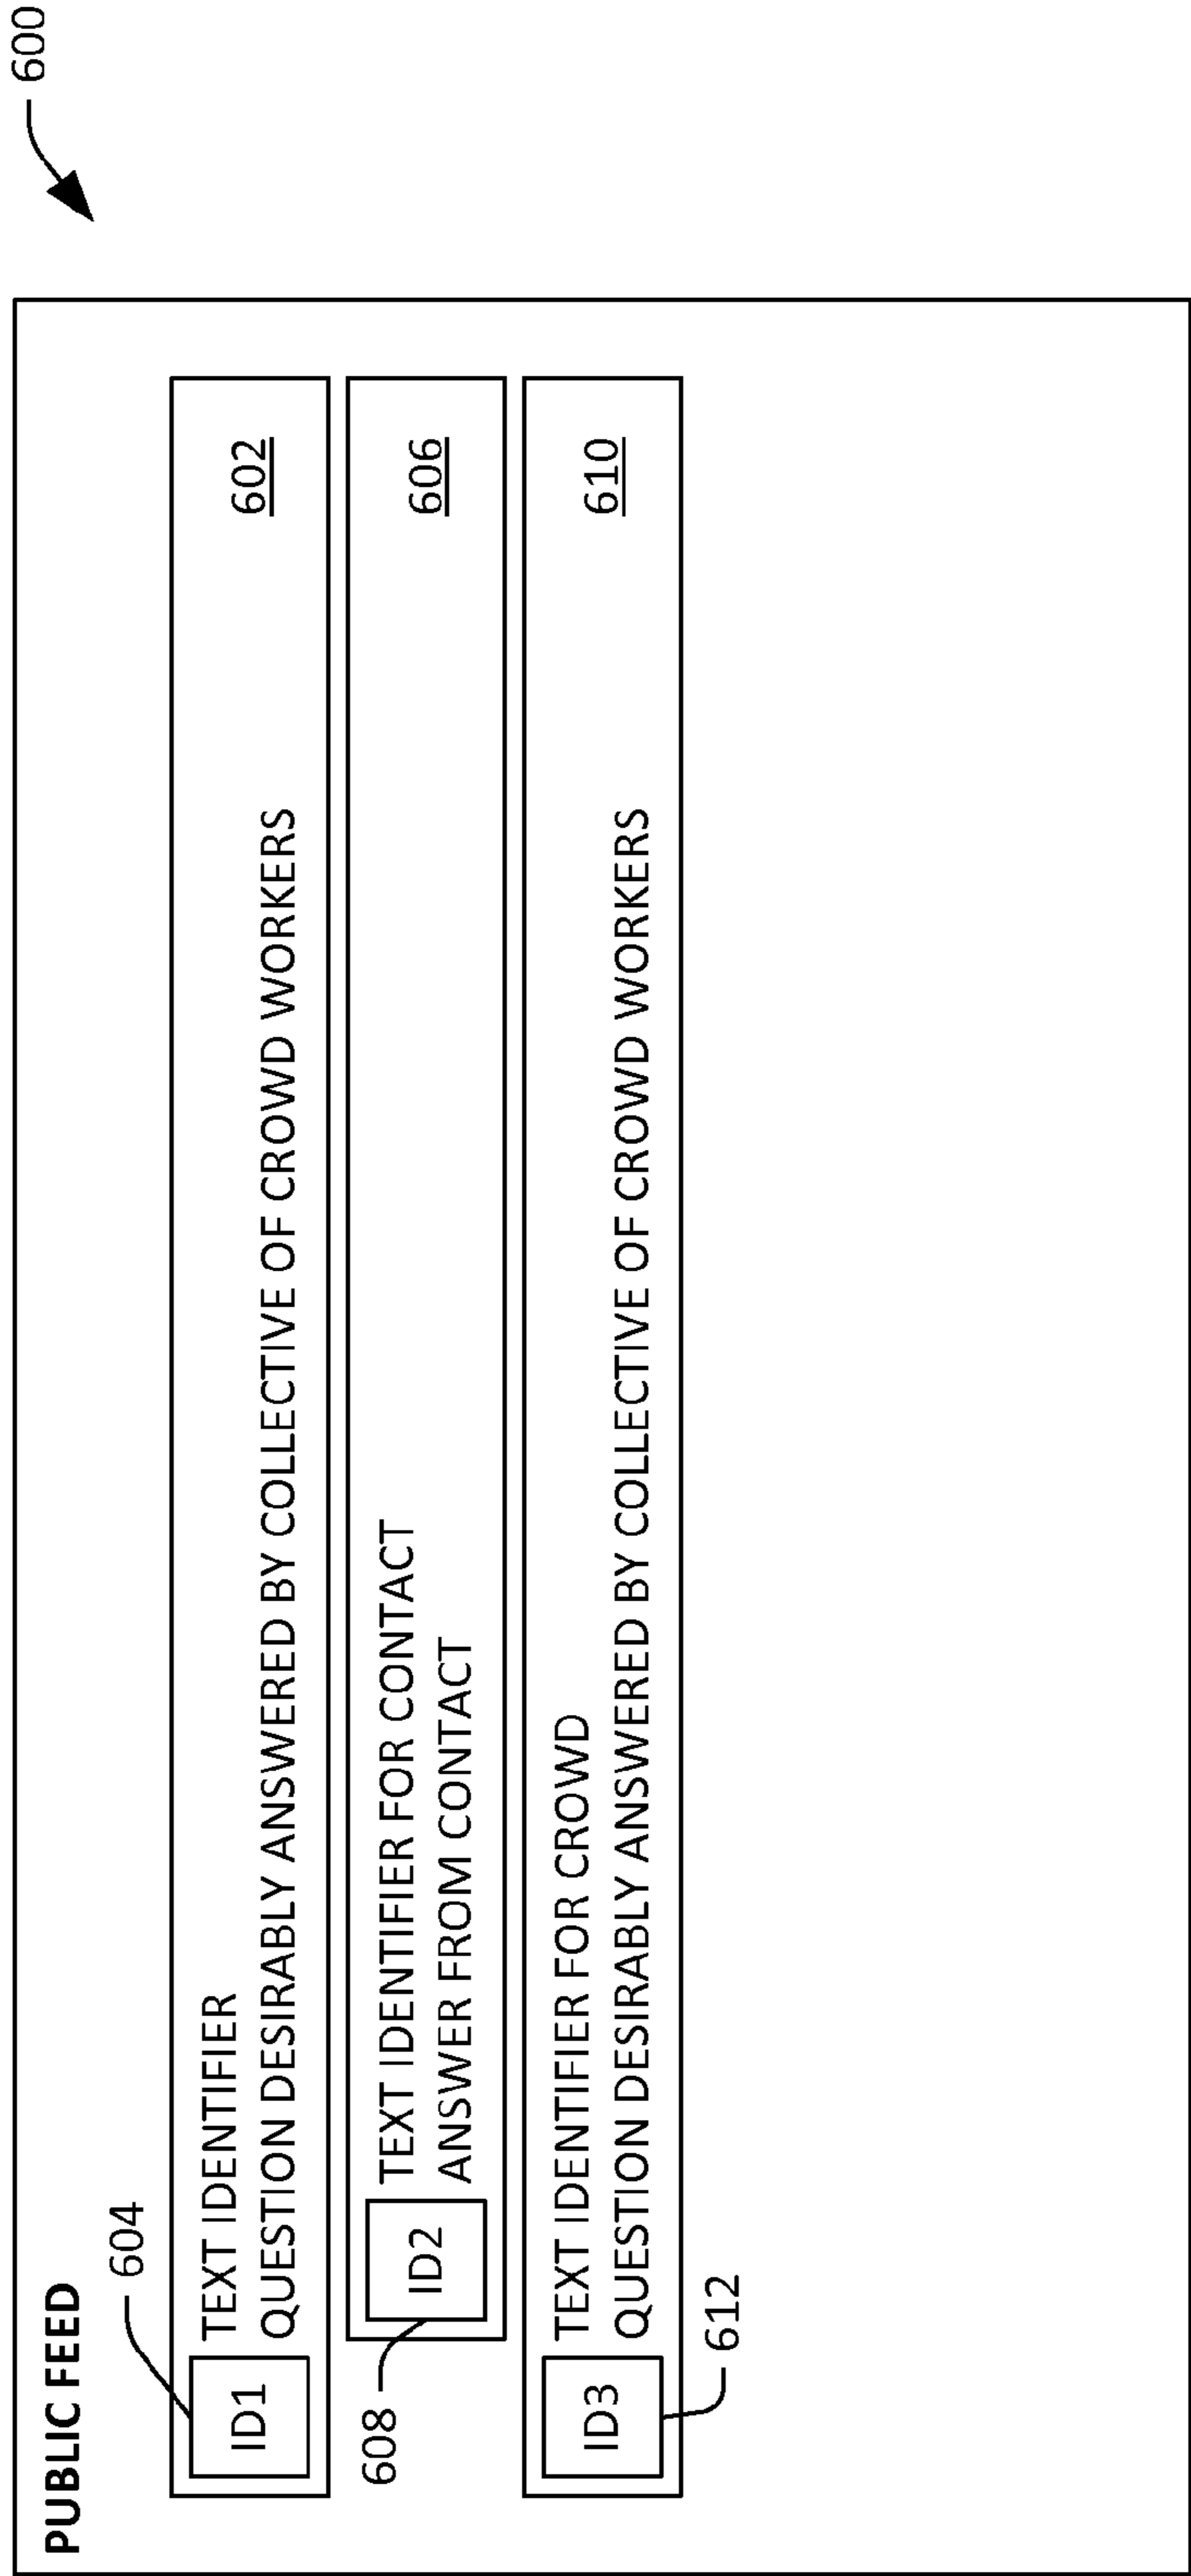 600
PUBLIC FEED
604
ID1
TEXT IDENTIFIER
QUESTION DESIRABLY ANSWERED BY COLLECTIVE OF CROWD WORKERS
602
608
ID2
TEXT IDENTIFIER FOR CONTACT
ANSWER FROM CONTACT
606
ID3
TEXT IDENTIFIER FOR CROWD
QUESTION DESIRABLY ANSWERED BY COLLECTIVE OF CROWD WORKERS
610
612